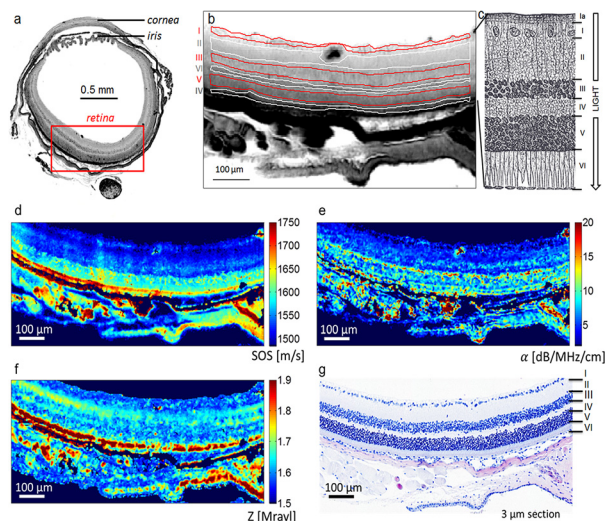 a
cornea
iris
0.5 mm
retina
b
I
II
III
VI
V
IV
100 µm
c
Ia
I
II
III
IV
V
VI
LIGHT
d
1750
1700
1650
1600
1550
1500
100 µm
SOS [m/s]
e
20
15
10
5
100 µm
α [dB/MHz/cm]
f
1.9
1.8
1.7
1.6
1.5
100 µm
Z [Mrayl]
g
I
II
III
IV
V
VI
100 µm
3 µm section